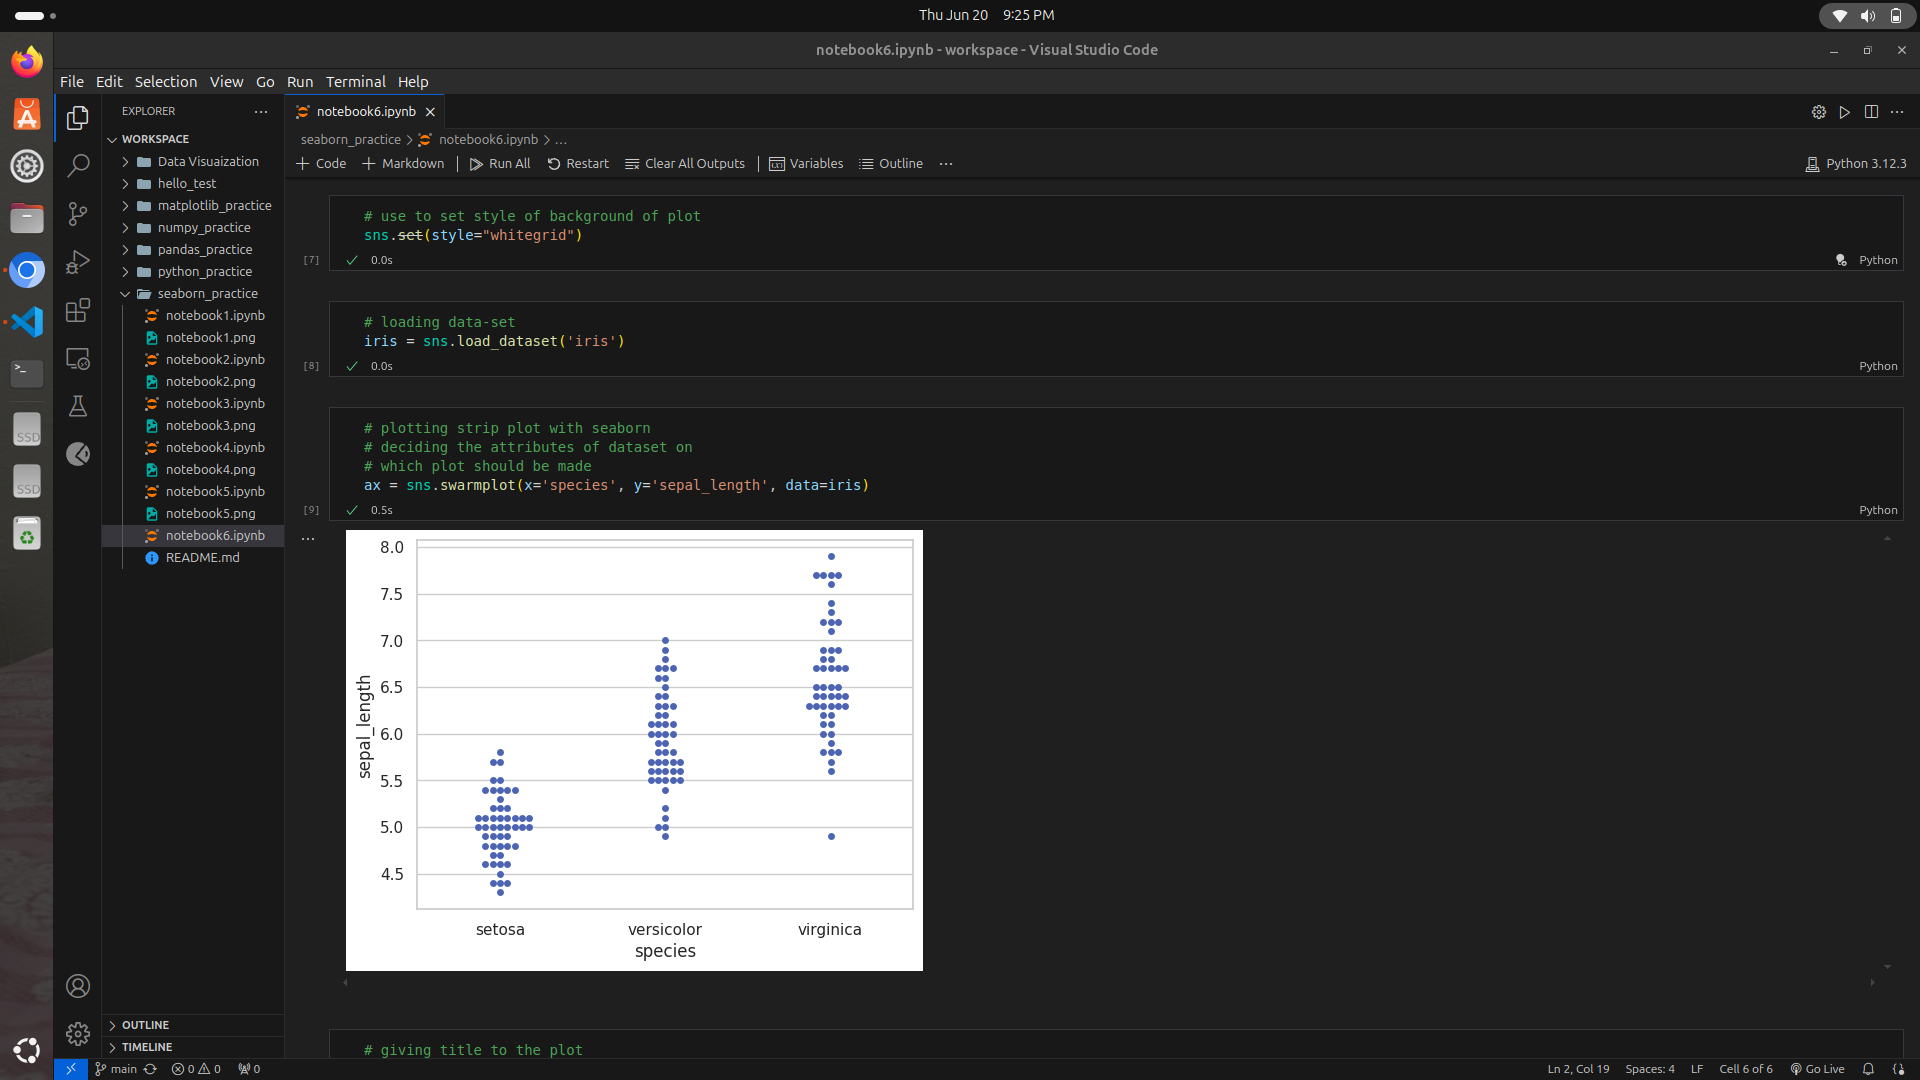 Thu Jun 20 9:25 PM
notebook6.ipynb - workspace - Visual Studio Code
File Edit Selection View Go Run Terminal Help
EXPLORER
WORKSPACE
Data Visuaization
hello_test
matplotlib_practice
numpy_practice
pandas_practice
python_practice
seaborn_practice
notebook1.ipynb
notebook1.png
notebook2.ipynb
notebook2.png
notebook3.ipynb
notebook3.png
notebook4.ipynb
notebook4.png
notebook5.ipynb
notebook5.png
notebook6.ipynb
README.md
OUTLINE
TIMELINE
SSD
SSD
notebook6.ipynb
seaborn_practice > notebook6.ipynb > ...
+ Code + Markdown | Run All Restart Clear All Outputs | Variables Outline ... Python 3.12.3
# use to set style of background of plot
sns.set(style="whitegrid")
[7] 0.0s Python
# loading data-set
iris = sns.load_dataset('iris')
[8] 0.0s Python
# plotting strip plot with seaborn
# deciding the attributes of dataset on
# which plot should be made
ax = sns.swarmplot(x='species', y='sepal_length', data=iris)
[9] 0.5s Python
8.0
7.5
7.0
6.5
6.0
5.5
5.0
4.5
sepal_length
setosa versicolor virginica
species
# giving title to the plot
main 0 0 0 Ln 2, Col 19 Spaces: 4 LF Cell 6 of 6 Go Live